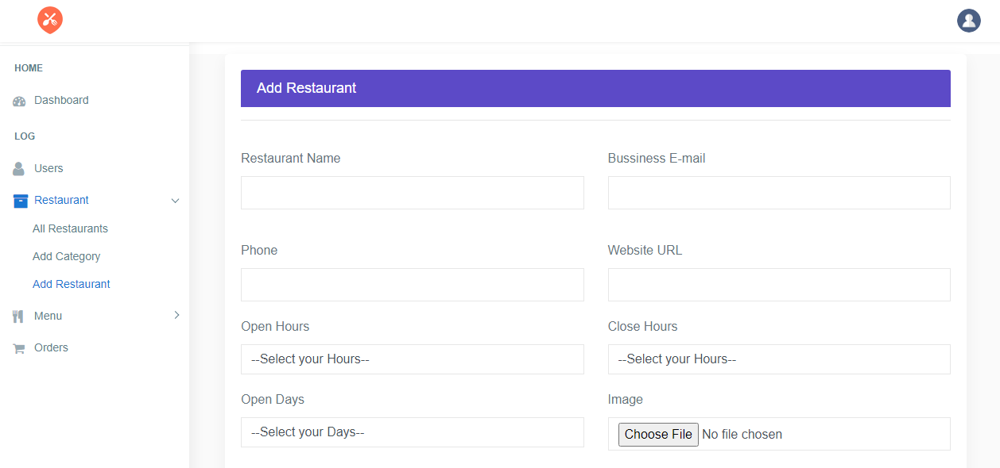 HOME
Dashboard
LOG
Users
Restaurant
All Restaurants
Add Category
Add Restaurant
Menu
Orders
Add Restaurant
Restaurant Name
Bussiness E-mail
Phone
Website URL
Open Hours
Close Hours
--Select your Hours--
--Select your Hours--
Open Days
Image
--Select your Days--
Choose File No file chosen